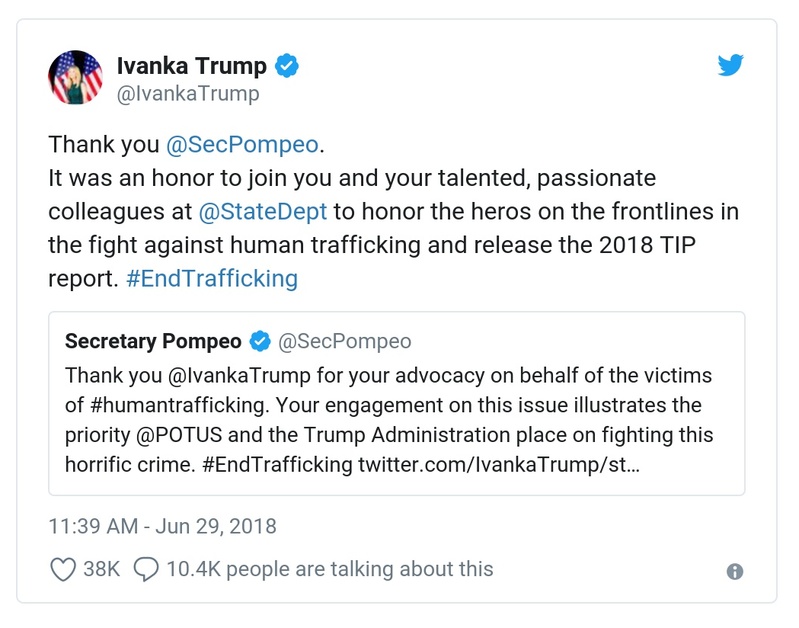 Ivanka Trump
@IvankaTrump
Thank you @SecPompeo.
It was an honor to join you and your talented, passionate
colleagues at @StateDept to honor the heros on the frontlines in
the fight against human trafficking and release the 2018 TIP
report. #EndTrafficking
Secretary Pompeo @SecPompeo
Thank you @IvankaTrump for your advocacy on behalf of the victims
of #humantrafficking. Your engagement on this issue illustrates the
priority @POTUS and the Trump Administration place on fighting this
horrific crime. #EndTrafficking twitter.com/IvankaTrump/st…
11:39 AM - Jun 29, 2018
38K 10.4K people are talking about this